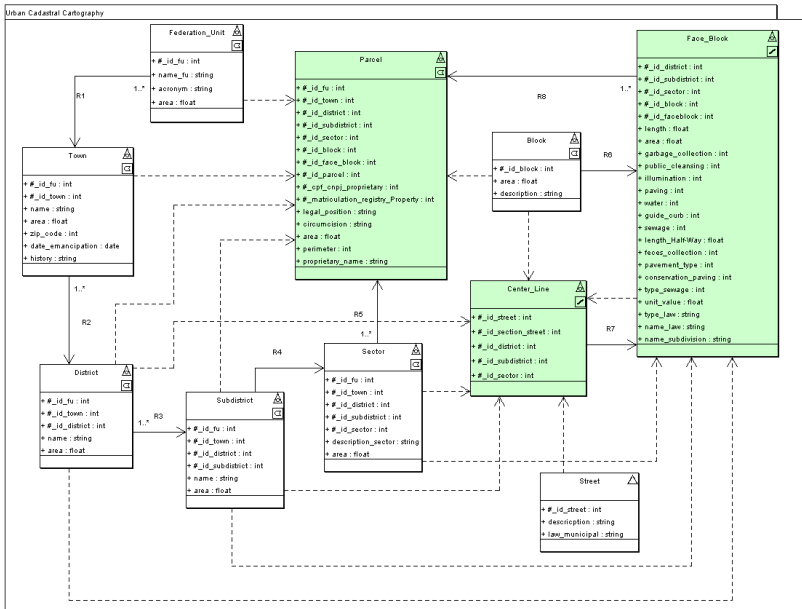 Urban Cadastral Cartography
Federation_Unit
+ #_id_fu : int
+ name_fu : string
+ acronym : string
+ area : float
Parcel
+ #_id_fu : int
+ #_id_town : int
+ #_id_district : int
+ #_id_subdistrict : int
+ #_id_sector : int
+ #_id_block : int
+ #_id_face_block : int
+ #_id_parcel : int
+ #_cpf_cnpj_proprietary : int
+ #_matriculation_registry_Property : int
+ legal_position : string
+ circumcision : string
+ area : float
+ perimeter : int
+ proprietary_name : string
Face_Block
+ #_id_district : int
+ #_id_subdistrict : int
+ #_id_sector : int
+ #_id_block : int
+ #_id_faceblock : int
+ length : float
+ area : float
+ garbage_collection : int
+ public_cleansing : int
+ illumination : int
+ paving : int
+ water : int
+ guide_curb : int
+ sewage : int
+ length_Half-Way : float
+ feces_collection : int
+ pavement_type : int
+ conservation_paving : int
+ type_sewage : int
+ unit_value : float
+ type_law : string
+ name_law : string
+ name_subdivision : string
R1
1..*
R8
1..*
Block
+ #_id_block : int
+ area : float
+ description : string
R6
Town
+ #_id_fu : int
+ #_id_town : int
+ name : string
+ area : float
+ zip_code : int
+ date_emancipation : date
+ history : string
1..*
R2
R5
1..*
Center_Line
+ #_id_street : int
+ #_id_section_street : int
+ #_id_district : int
+ #_id_subdistrict : int
+ #_id_sector : int
R7
R4
Sector
+ #_id_fu : int
+ #_id_town : int
+ #_id_district : int
+ #_id_subdistrict : int
+ #_id_sector : int
+ description_sector : string
+ area : float
District
+ #_id_fu : int
+ #_id_town : int
+ #_id_district : int
+ name : string
+ area : float
R3
1..*
Subdistrict
+ #_id_fu : int
+ #_id_town : int
+ #_id_district : int
+ #_id_subdistrict : int
+ name : string
+ area : float
Street
+ #_id_street : int
+ descricption : string
+ law_municipal : string